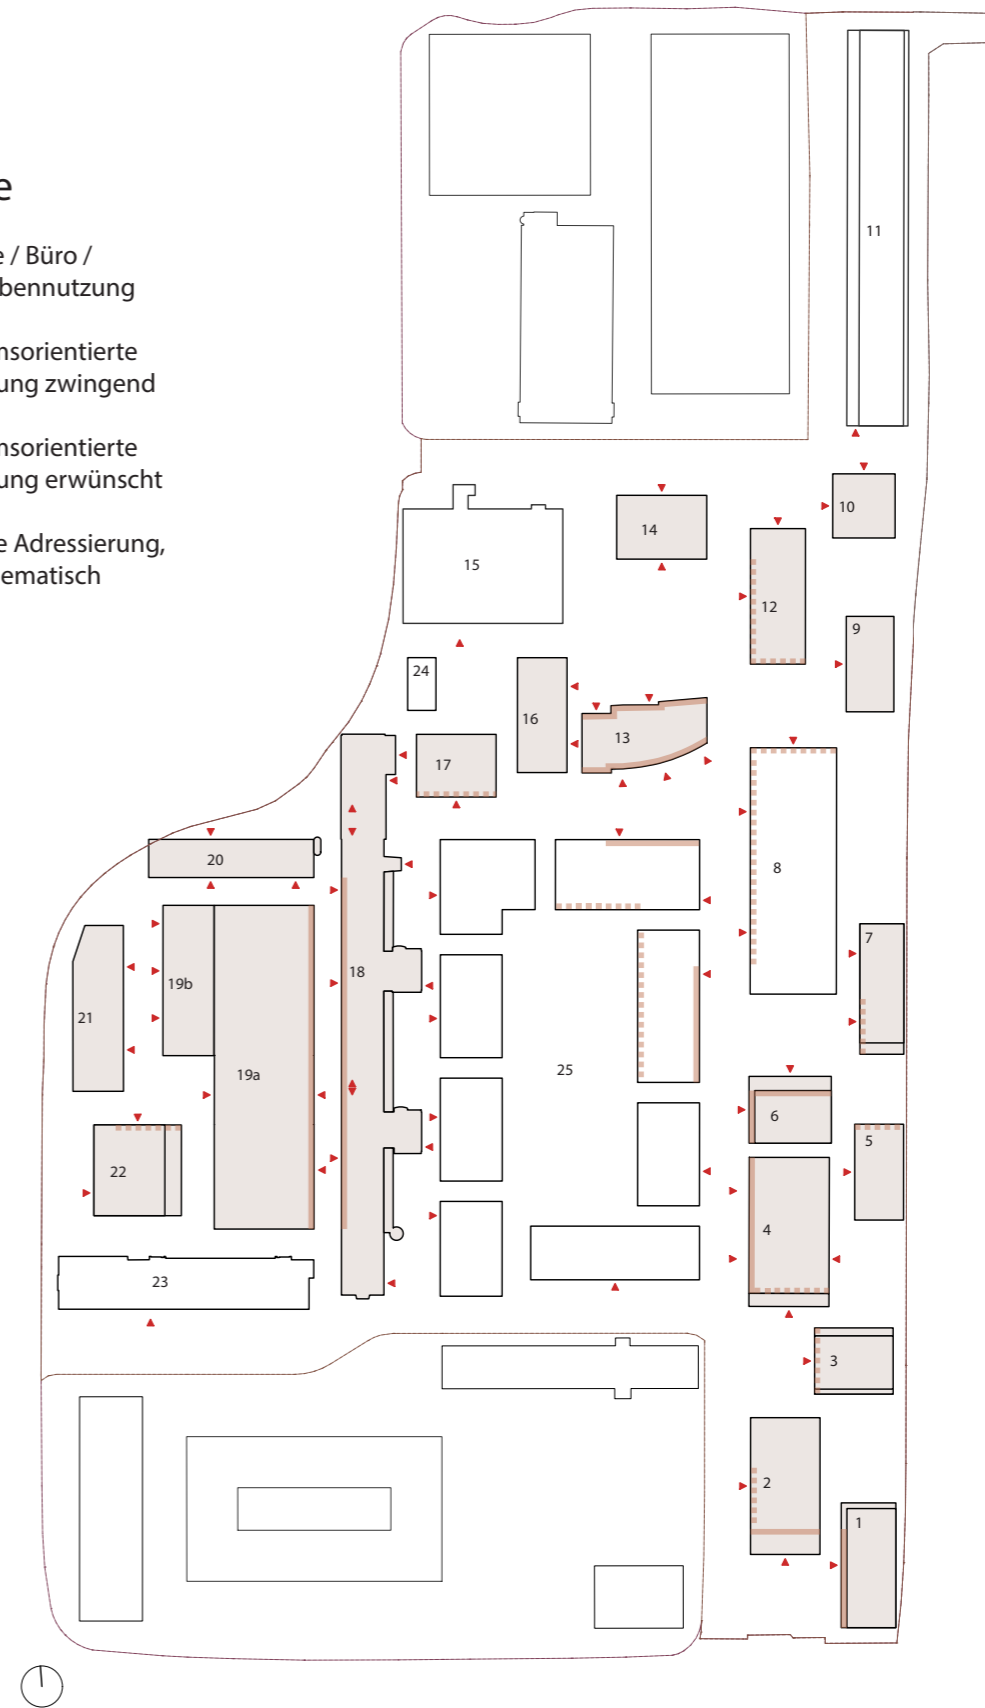 e
e / Büro /
bennutzung
nsorientierte
ung zwingend
nsorientierte
ung erwünscht
e Adressierung,
ematisch
11
10
14
15
12
9
24
16
13
17
20
8
7
18
19b
21
19a
25
6
5
22
4
23
3
2
1